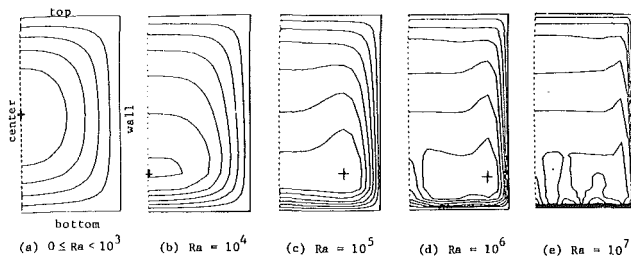 top
center
wall
bottom
(a) 0 ≤ Ra < 10³
(b) Ra = 10⁴
(c) Ra = 10⁵
(d) Ra = 10⁶
(e) Ra = 10⁷